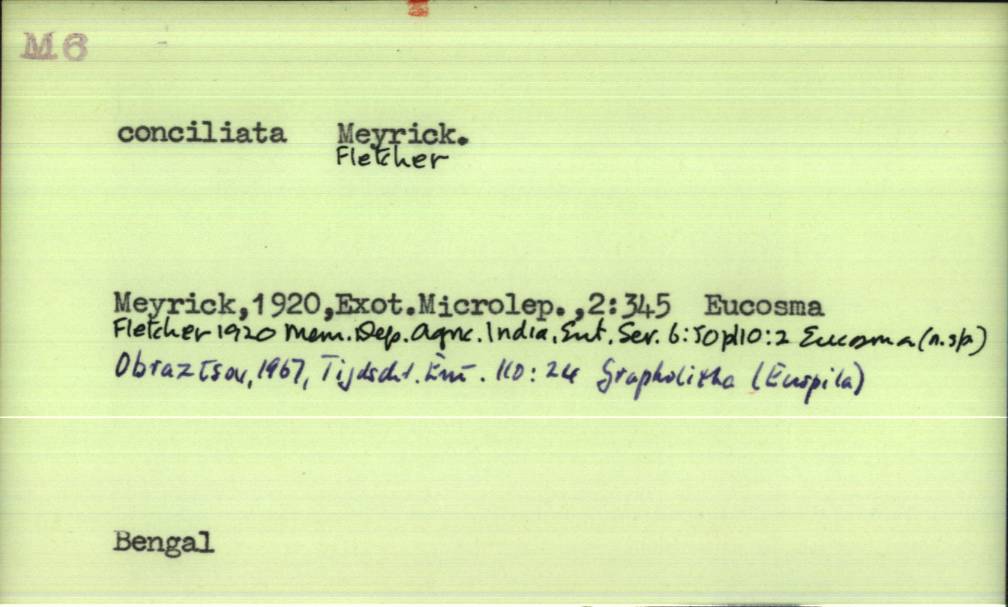 M6
conciliata Meyrick.
Fletcher
Meyrick,1920,Exot.Microlep.,2:345 Eucosma
Fletcher 1920 Mem. Dep. Agric. India, Ent. Ser. 6:50 pl10:2 Eucosma (n.sp)
Obraztsov, 1967, Tijdschr. Ent. 110: 24 Grapholitha (Euspila)
Bengal